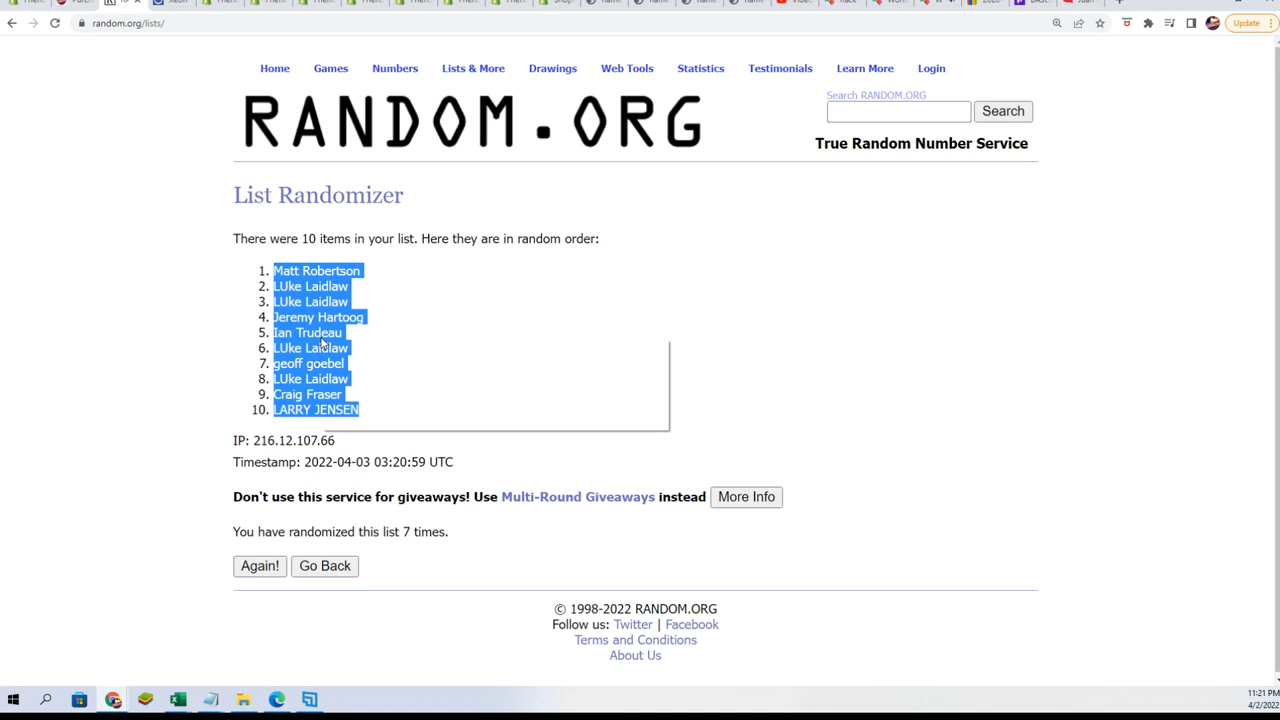 random.org/lists/
Update
Home Games Numbers Lists & More Drawings Web Tools Statistics Testimonials Learn More Login
Search RANDOM.ORG
RANDOM.ORG
Search
True Random Number Service
List Randomizer
There were 10 items in your list. Here they are in random order:
1. Matt Robertson
2. LUke Laidlaw
3. LUke Laidlaw
4. Jeremy Hartoog
5. Ian Trudeau
6. LUke Laidlaw
7. geoff goebel
8. LUke Laidlaw
9. Craig Fraser
10. LARRY JENSEN
IP: 216.12.107.66
Timestamp: 2022-04-03 03:20:59 UTC
Don't use this service for giveaways! Use Multi-Round Giveaways instead More Info
You have randomized this list 7 times.
Again! Go Back
© 1998-2022 RANDOM.ORG
Follow us: Twitter | Facebook
Terms and Conditions
About Us
11:21 PM
4/2/2022